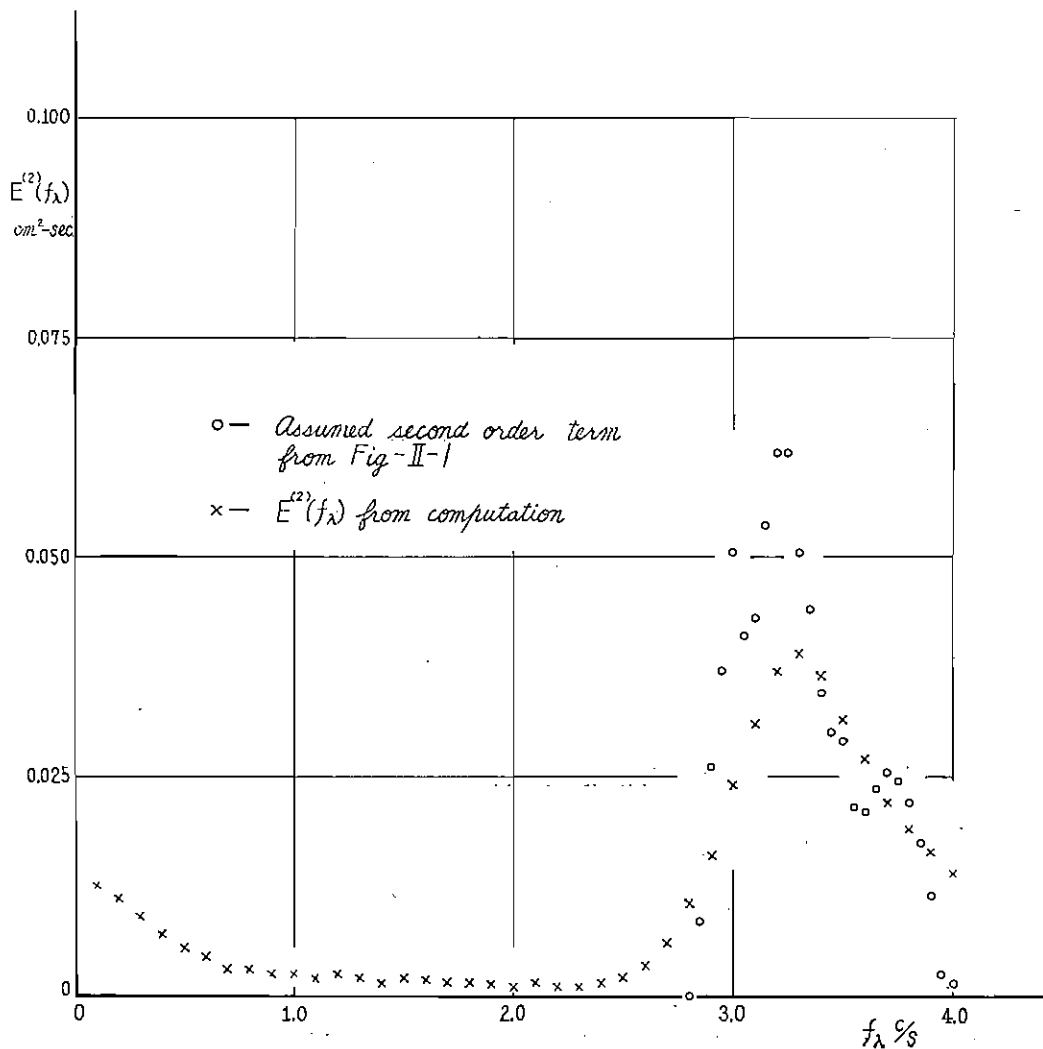 0.100
E⁽²⁾(f_λ)
cm²-sec.
0.075
o — Assumed second order term
from Fig-II-1
x — E⁽²⁾(f_λ) from computation
0.050
0.025
0
0 1.0 2.0 3.0 4.0
f_λ c/s